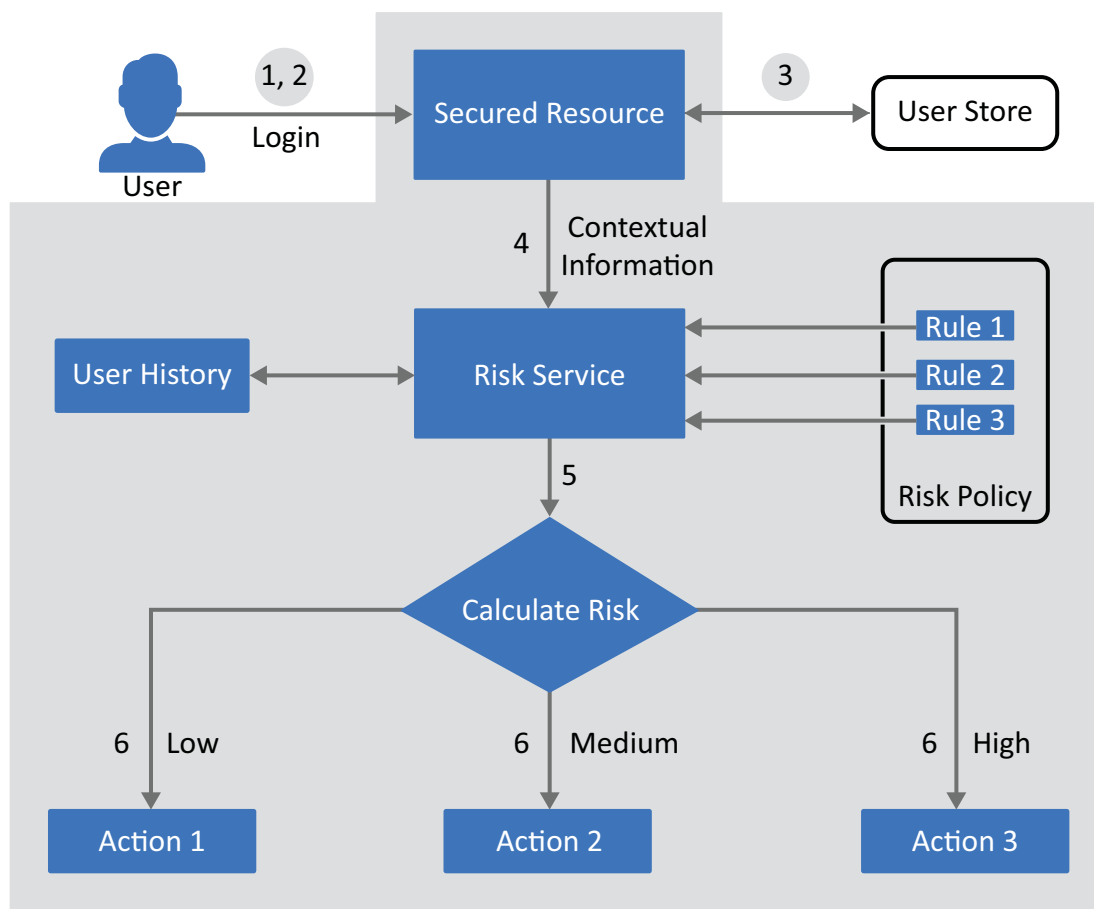 1, 2
Login
User
Secured Resource
3
User Store
4
Contextual
Information
User History
Risk Service
Rule 1
Rule 2
Rule 3
Risk Policy
5
Calculate Risk
6 Low
6 Medium
6 High
Action 1
Action 2
Action 3